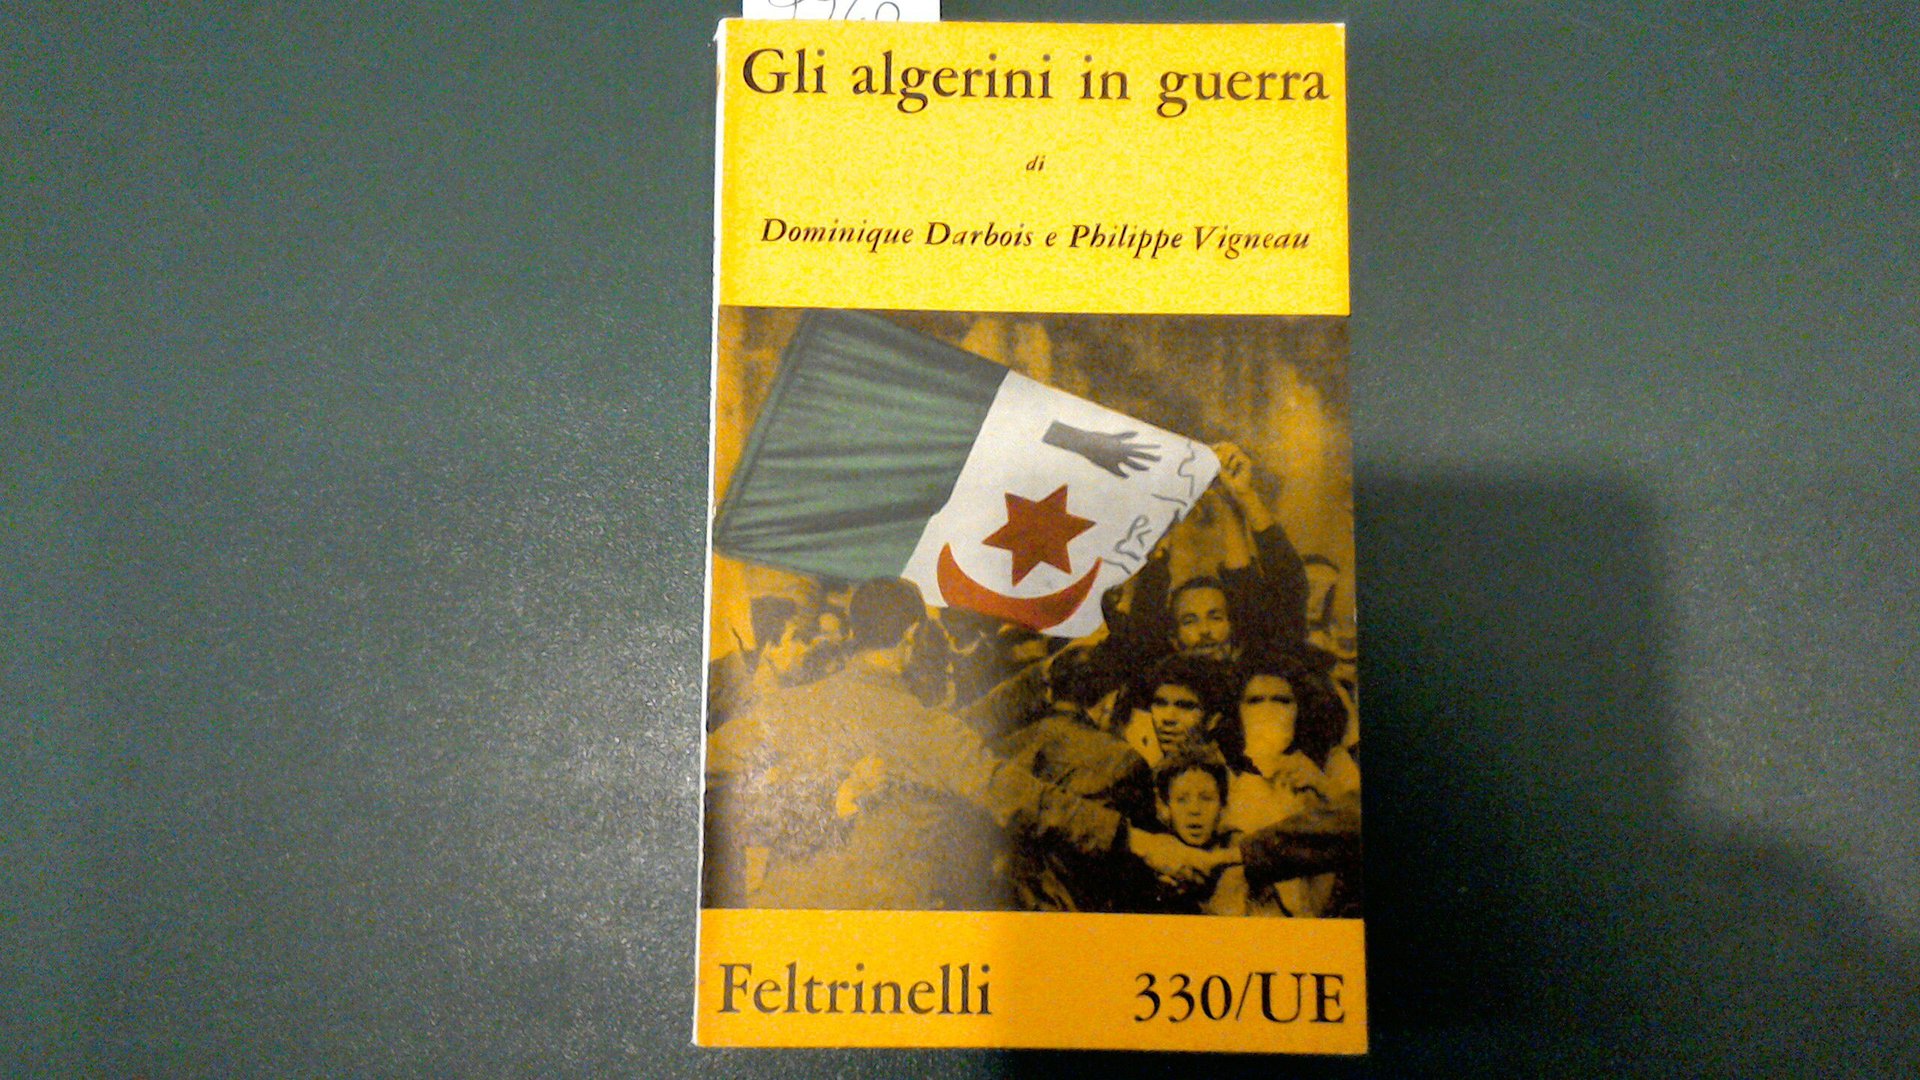 Gli algerini in guerra
di
Dominique Darbois e Philippe Vigneau
Feltrinelli 330/UE